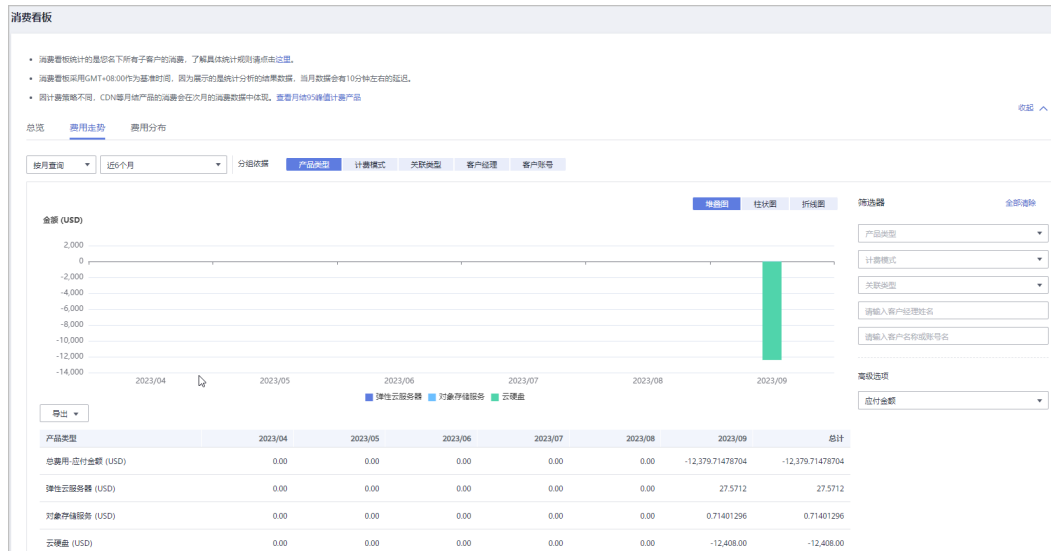 消费看板
消费看板统计的是您名下所有子客户的消费，了解具体统计规则请点击这里。
消费看板采用GMT+08:00作为基准时间，因为展示的是统计分析的结果数据，当月数据会有10分钟左右的延迟。
因计费策略不同，CDN等月结产品的消费会在次月的消费数据中体现。查看月结95峰值计费产品
收起
总览 费用走势 费用分布
按月查询 近6个月 分组依据 产品类型 计费模式 关联类型 客户经理 客户账号
堆叠图 柱状图 折线图 筛选器 全部清除
金额 (USD)
产品类型
计费模式
关联类型
请输入客户经理姓名
请输入客户名称或账号名
高级选项
应付金额
2,000
0
-2,000
-4,000
-6,000
-8,000
-10,000
-12,000
-14,000
2023/04 2023/05 2023/06 2023/07 2023/08 2023/09
弹性云服务器 对象存储服务 云硬盘
导出
产品类型 2023/04 2023/05 2023/06 2023/07 2023/08 2023/09 总计
总费用-应付金额 (USD) 0.00 0.00 0.00 0.00 0.00 -12,379.71478704 -12,379.71478704
弹性云服务器 (USD) 0.00 0.00 0.00 0.00 0.00 27.5712 27.5712
对象存储服务 (USD) 0.00 0.00 0.00 0.00 0.00 0.71401296 0.71401296
云硬盘 (USD) 0.00 0.00 0.00 0.00 0.00 -12,408.00 -12,408.00